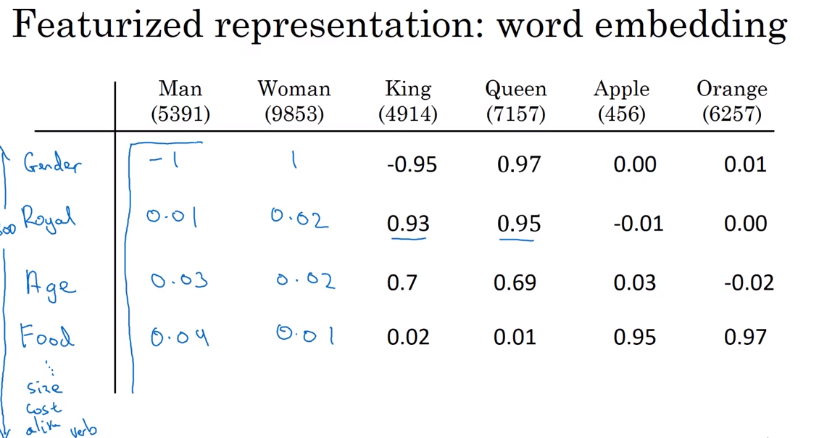 Featurized representation: word embedding
Man Woman King Queen Apple Orange
(5391) (9853) (4914) (7157) (456) (6257)
Gender -1 1 -0.95 0.97 0.00 0.01
Royal 0.01 0.02 0.93 0.95 -0.01 0.00
Age 0.03 0.02 0.7 0.69 0.03 -0.02
Food 0.04 0.01 0.02 0.01 0.95 0.97
size
cost
alive verb